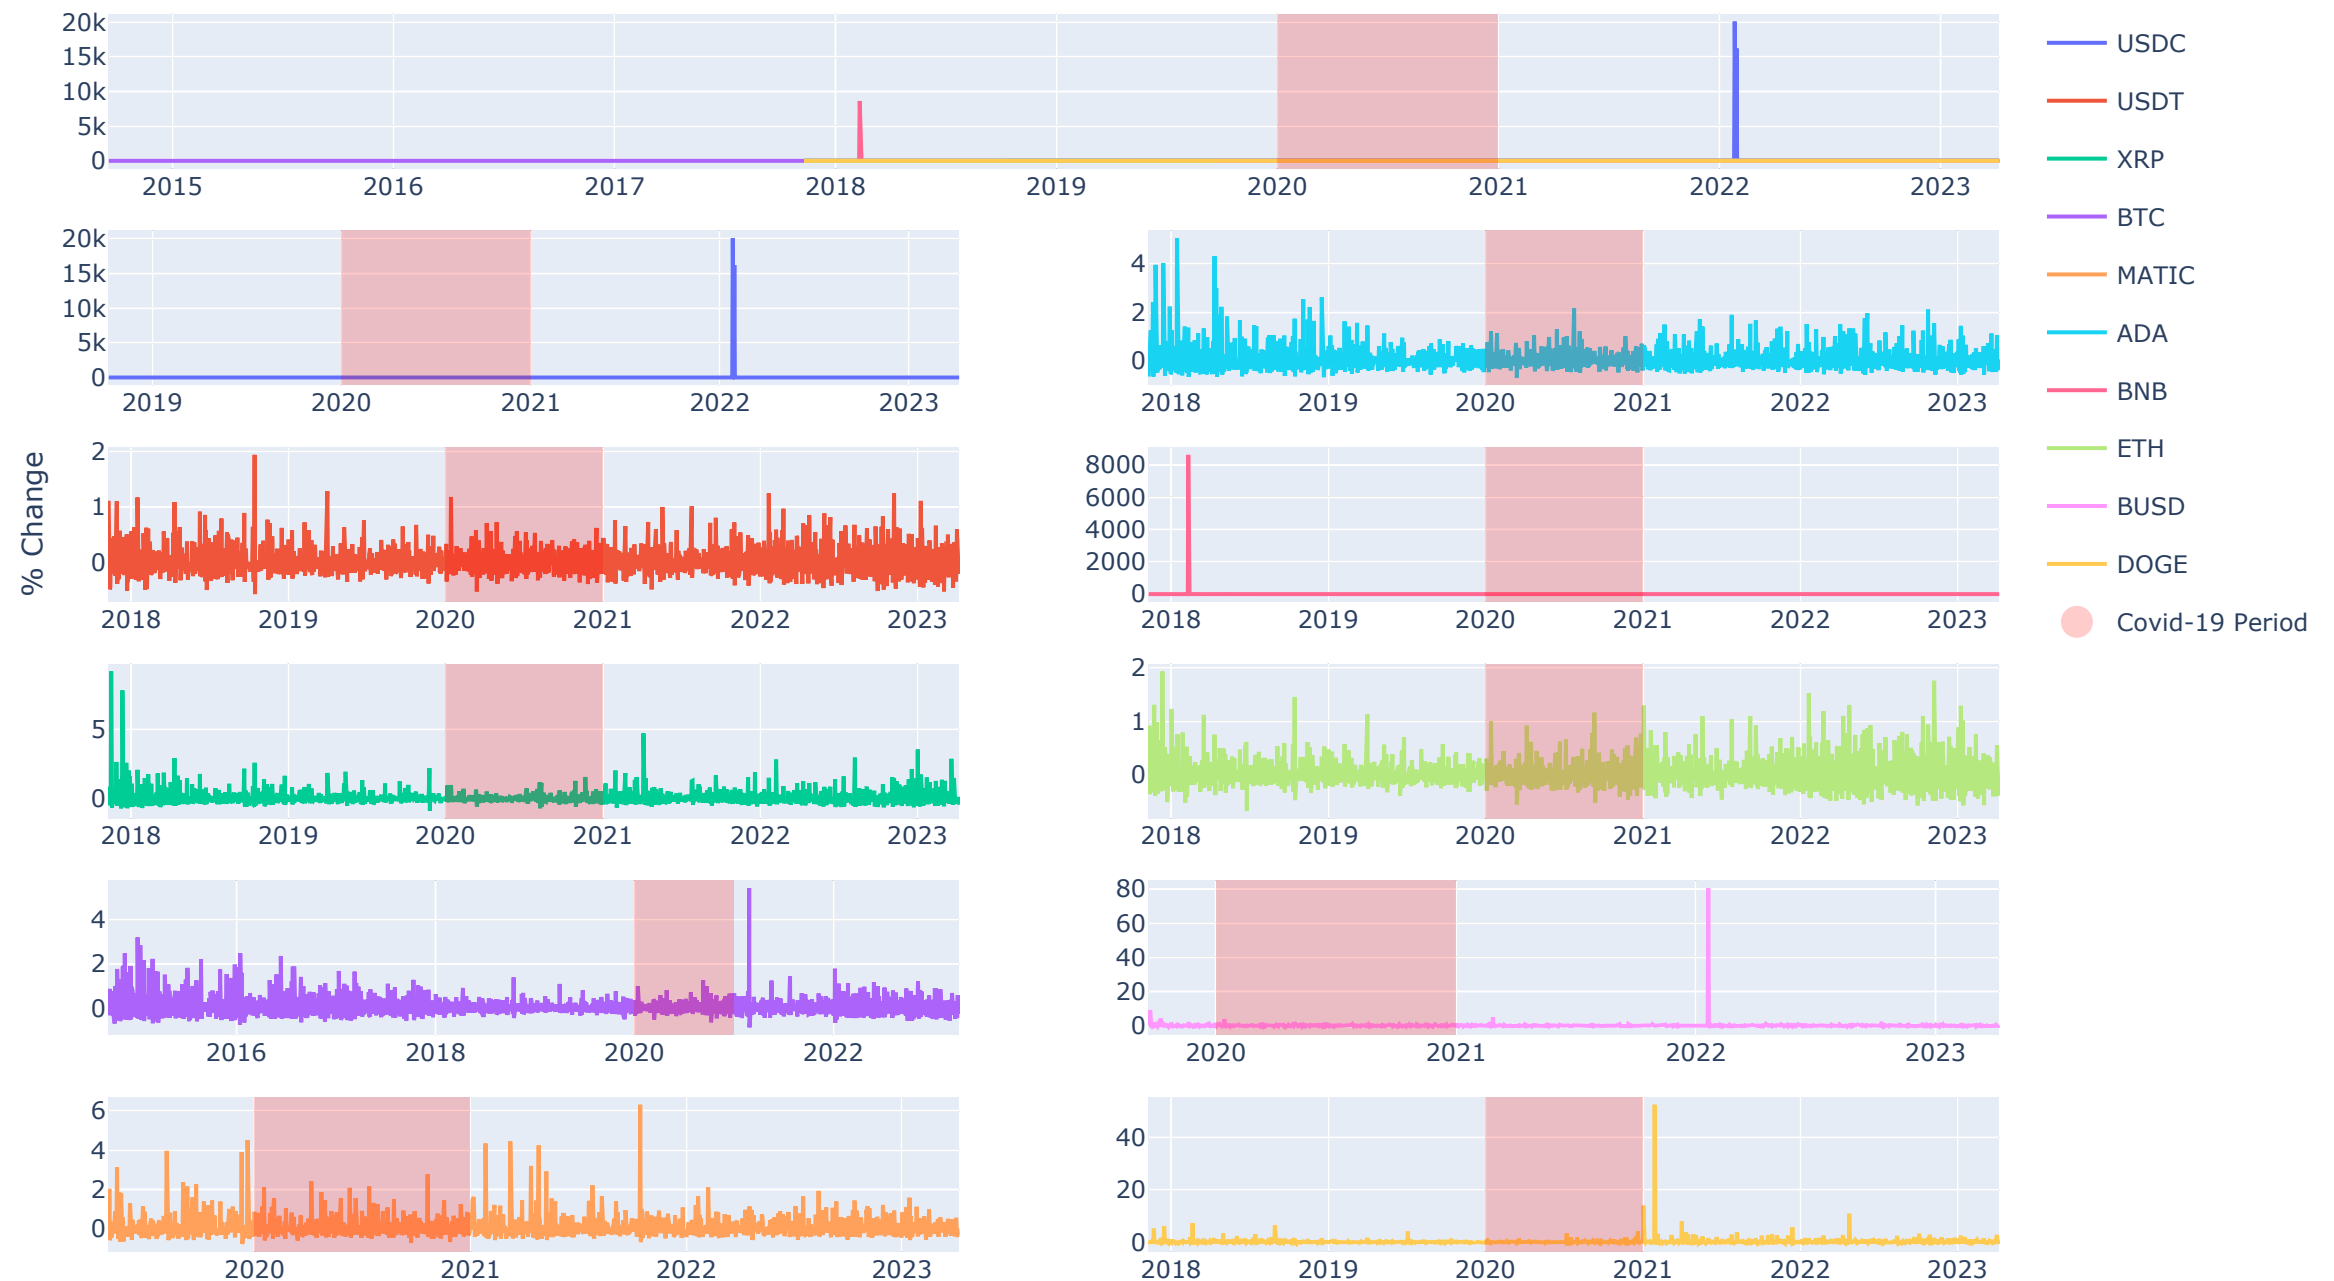 20k
15k
10k
5k
0
2015 2016 2017 2018 2019 2020 2021 2022 2023
USDC
USDT
XRP
BTC
MATIC
ADA
BNB
ETH
BUSD
DOGE
Covid-19 Period
% Change
20k
15k
10k
5k
0
2019 2020 2021 2022 2023
4
2
0
2018 2019 2020 2021 2022 2023
2
1
0
2018 2019 2020 2021 2022 2023
8000
6000
4000
2000
0
2018 2019 2020 2021 2022 2023
5
0
2018 2019 2020 2021 2022 2023
2
1
0
2018 2019 2020 2021 2022 2023
4
2
0
2016 2018 2020 2022
80
60
40
20
0
2020 2021 2022 2023
6
4
2
0
2020 2021 2022 2023
40
20
0
2018 2019 2020 2021 2022 2023